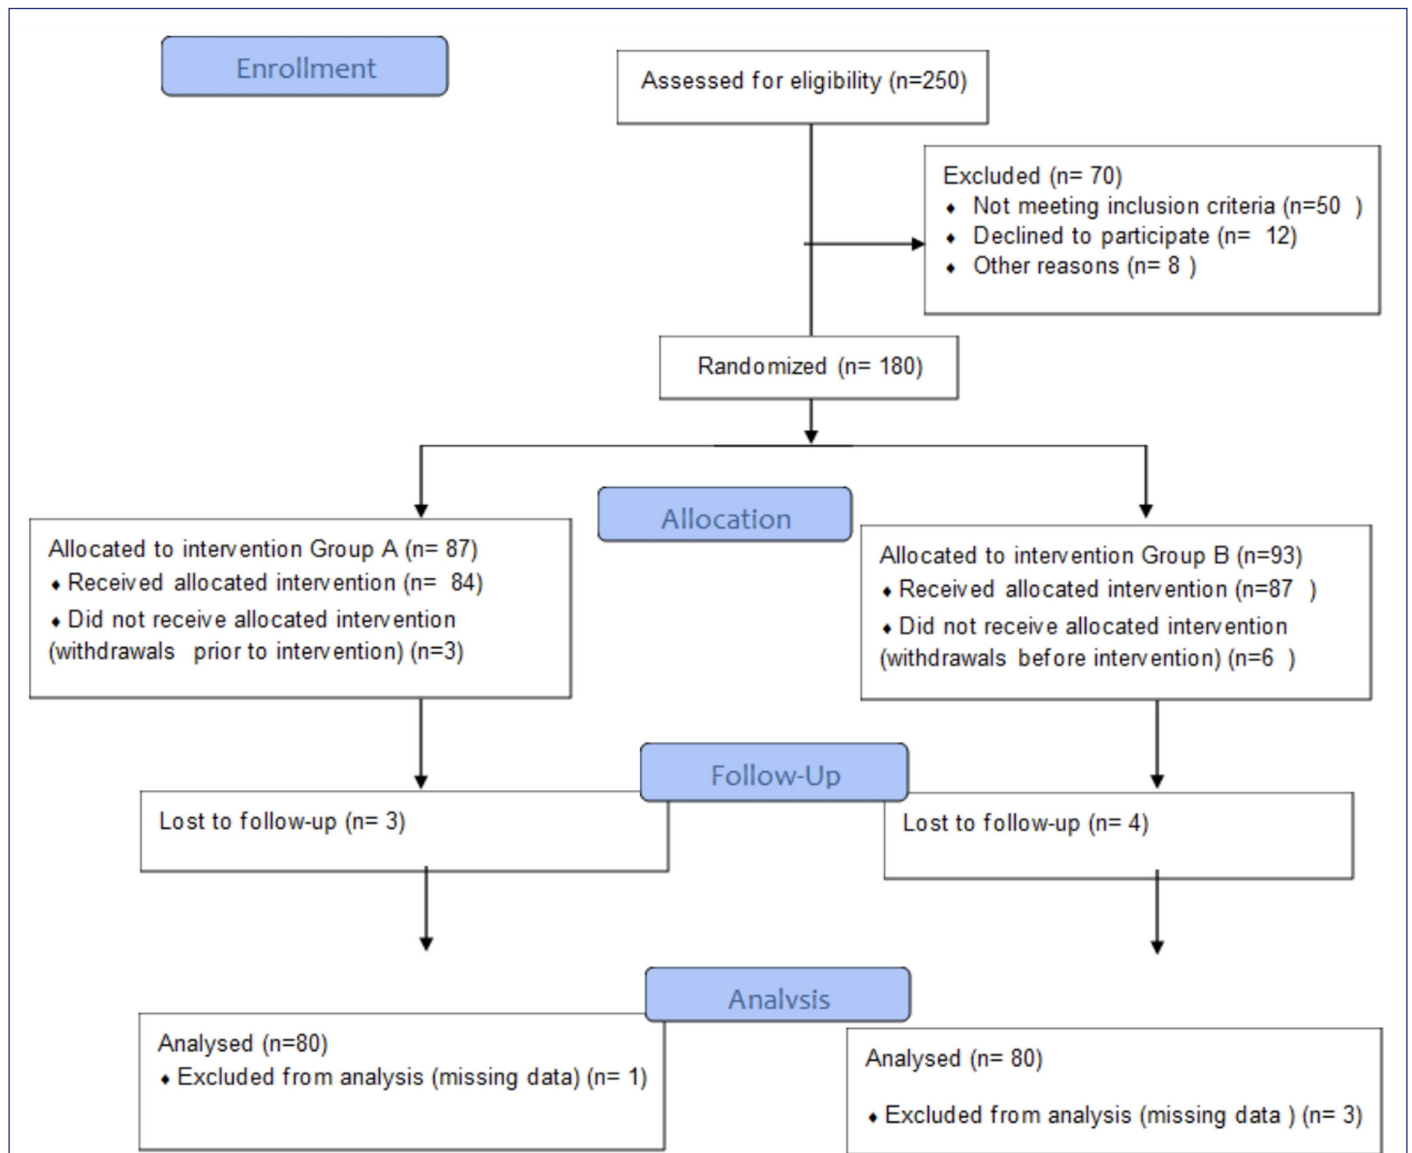 Enrollment
Assessed for eligibility (n=250)
Excluded (n= 70)
⬧ Not meeting inclusion criteria (n=50 )
⬧ Declined to participate (n= 12)
⬧ Other reasons (n= 8 )
Randomized (n= 180)
Allocation
Allocated to intervention Group A (n= 87)
⬧ Received allocated intervention (n= 84)
⬧ Did not receive allocated intervention
(withdrawals prior to intervention) (n=3)
Allocated to intervention Group B (n=93)
⬧ Received allocated intervention (n=87 )
⬧ Did not receive allocated intervention
(withdrawals before intervention) (n=6 )
Follow-Up
Lost to follow-up (n= 3)
Lost to follow-up (n= 4)
Analysis
Analysed (n=80)
⬧ Excluded from analysis (missing data) (n= 1)
Analysed (n= 80)
⬧ Excluded from analysis (missing data ) (n= 3)